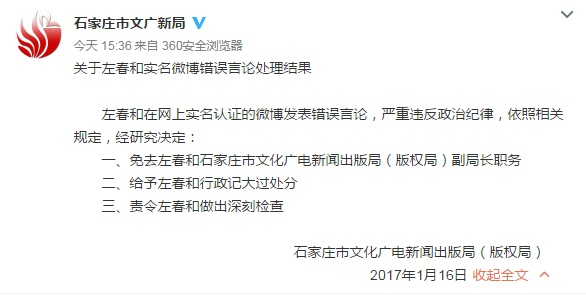 石家庄市文广新局
今天 15:36 来自 360安全浏览器
关于左春和实名微博错误言论处理结果
左春和在网上实名认证的微博发表错误言论，严重违反政治纪律，依照相关
规定，经研究决定：
一、免去左春和石家庄市文化广电新闻出版局（版权局）副局长职务
二、给予左春和行政记大过处分
三、责令左春和做出深刻检查
石家庄市文化广电新闻出版局（版权局）
2017年1月16日 收起全文